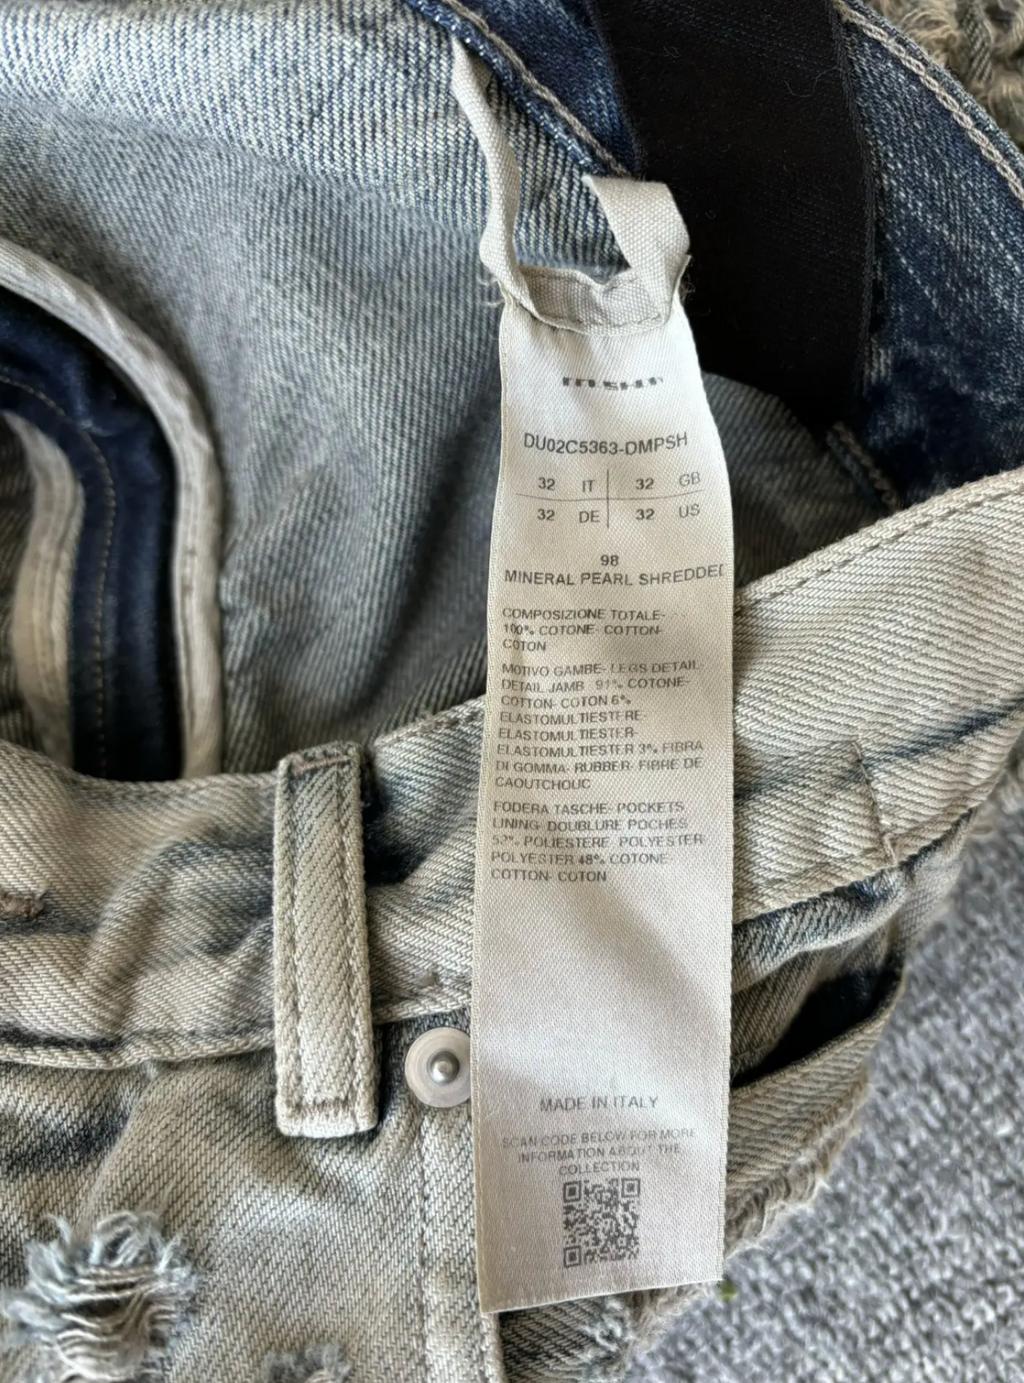 DU02C5363-DMPSH
32 IT 32 GB
32 DE 32 US
98
MINERAL PEARL SHREDDED
COMPOSIZIONE TOTALE-
100% COTONE- COTTON-
COTON
MOTIVO GAMBE- LEGS DETAIL-
DETAIL JAMB 91% COTONE-
COTTON- COTON 6%
ELASTOMULTIESTERE-
ELASTOMULTIESTER-
ELASTOMULTIESTER 3% FIBRA
DI GOMMA- RUBBER- FIBRE DE
CAOUTCHOUC
FODERA TASCHE- POCKETS
LINING- DOUBLURE POCHES
52% POLIESTERE- POLYESTER-
POLYESTER 48% COTONE-
COTTON- COTON
MADE IN ITALY
SCAN CODE BELOW FOR MORE
INFORMATION ABOUT THE
COLLECTION